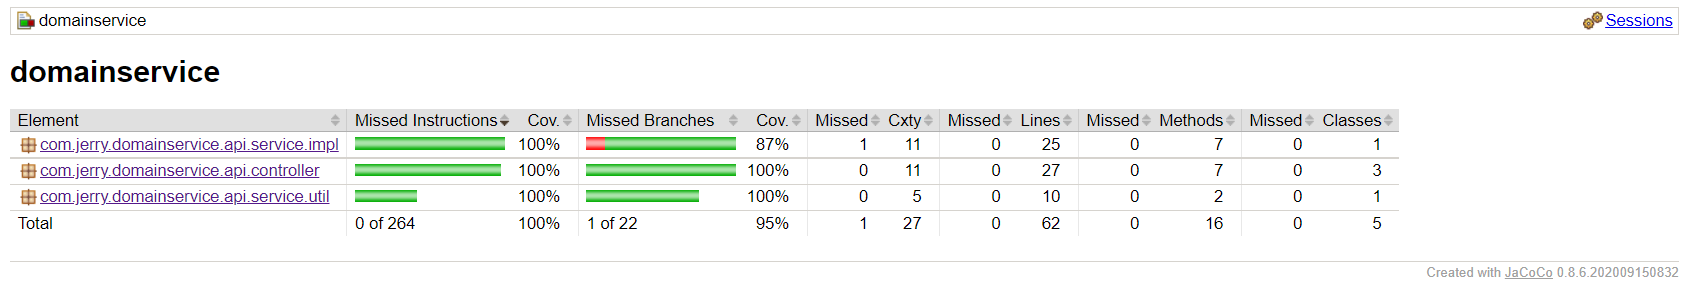 domainservice Sessions
domainservice
Element Missed Instructions Cov. Missed Branches Cov. Missed Cxty Missed Lines Missed Methods Missed Classes
com.jerry.domainservice.api.service.impl 100% 87% 1 11 0 25 0 7 0 1
com.jerry.domainservice.api.controller 100% 100% 0 11 0 27 0 7 0 3
com.jerry.domainservice.api.service.util 100% 100% 0 5 0 10 0 2 0 1
Total 0 of 264 100% 1 of 22 95% 1 27 0 62 0 16 0 5
Created with JaCoCo 0.8.6.202009150832